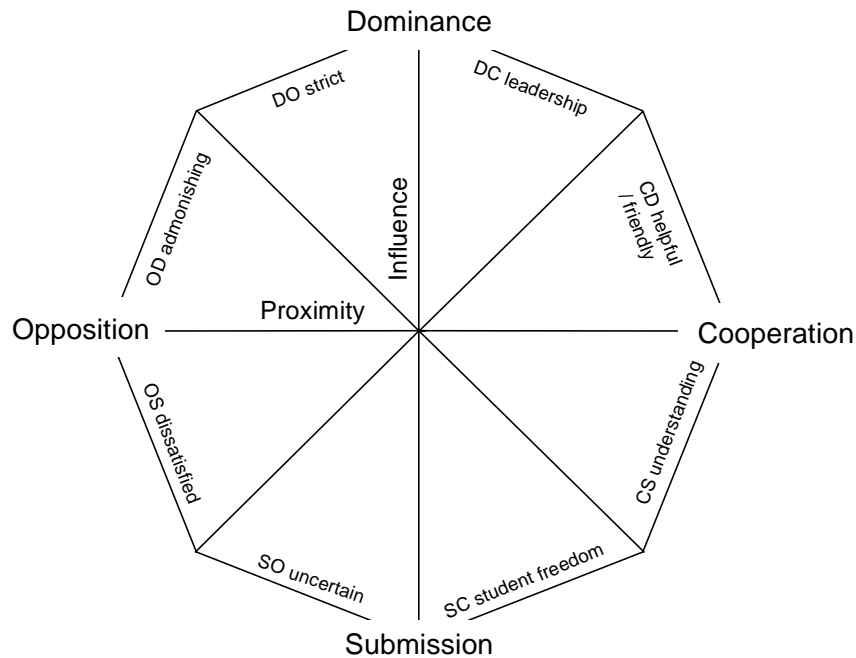 Dominance
DO strict
DC leadership
OD admonishing
CD helpful
/ friendly
Influence
Proximity
Opposition
Cooperation
OS dissatisfied
CS understanding
SO uncertain
SC student freedom
Submission